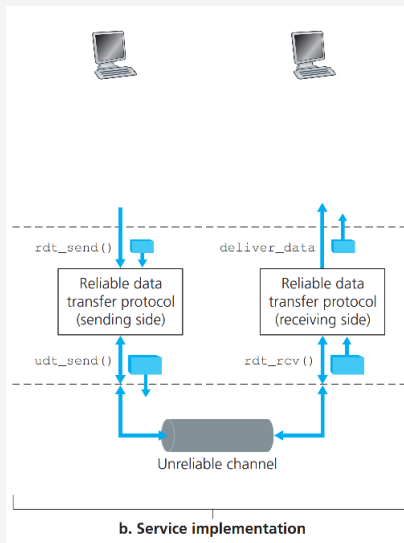 rdt_send()
deliver_data
Reliable data
transfer protocol
(sending side)
Reliable data
transfer protocol
(receiving side)
udt_send()
rdt_rcv()
Unreliable channel
b. Service implementation